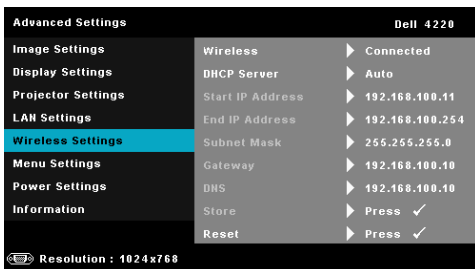 Advanced Settings Dell 4220
Image Settings Wireless Connected
Display Settings DHCP Server Auto
Projector Settings Start IP Address 192.168.100.11
LAN Settings End IP Address 192.168.100.254
Wireless Settings Subnet Mask 255.255.255.0
Menu Settings Gateway 192.168.100.10
Power Settings DNS 192.168.100.10
Information Store Press ✓
Reset Press ✓
Resolution : 1024x768